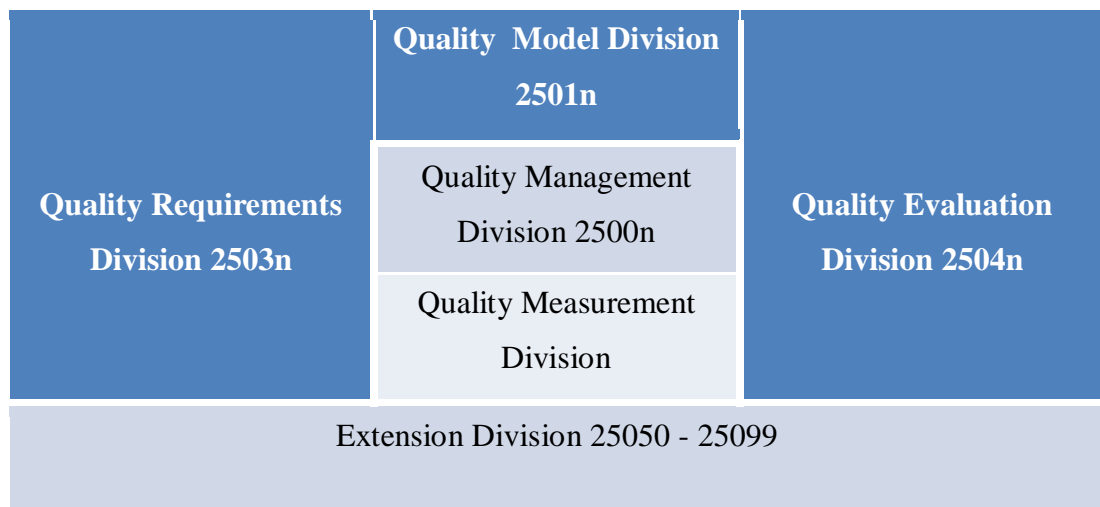 Quality Model Division
2501n
Quality Requirements
Division 2503n
Quality Management
Division 2500n
Quality Evaluation
Division 2504n
Quality Measurement
Division
Extension Division 25050 - 25099